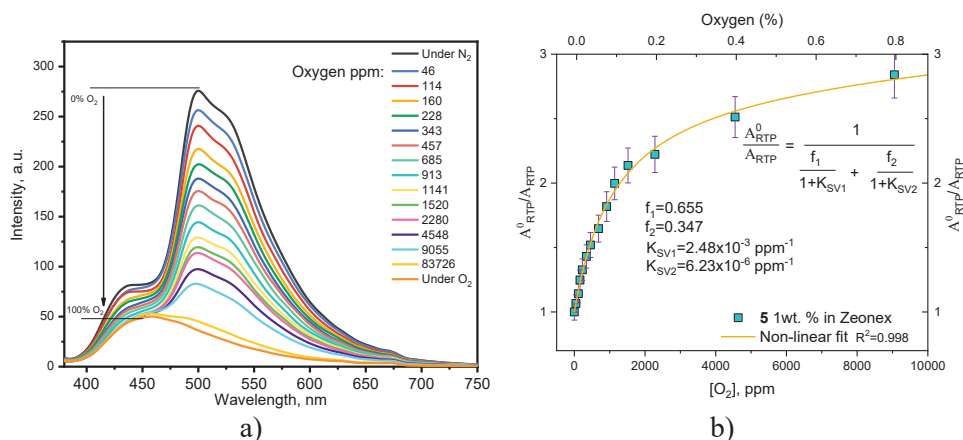 a)
Intensity, a.u.
300
250
200
150
100
50
0
400 450 500 550 600 650 700 750
Wavelength, nm
0% O₂
100% O₂
Oxygen ppm:
Under N₂
46
114
160
228
343
457
685
913
1141
1520
2280
4548
9055
83726
Under O₂
a)
b)
Oxygen (%)
0.0 0.2 0.4 0.6 0.8
A⁰RTP/ARTP
3
2
1
0 2000 4000 6000 8000 10000
[O₂], ppm
3
2
1
A⁰RTP/ARTP
A⁰RTP/ARTP = 1/(f₁/(1+KSV1) + f₂/(1+KSV2))
f₁=0.655
f₂=0.347
KSV1=2.48x10⁻³ ppm⁻¹
KSV2=6.23x10⁻⁶ ppm⁻¹
5 1wt. % in Zeonex
Non-linear fit R²=0.998
b)